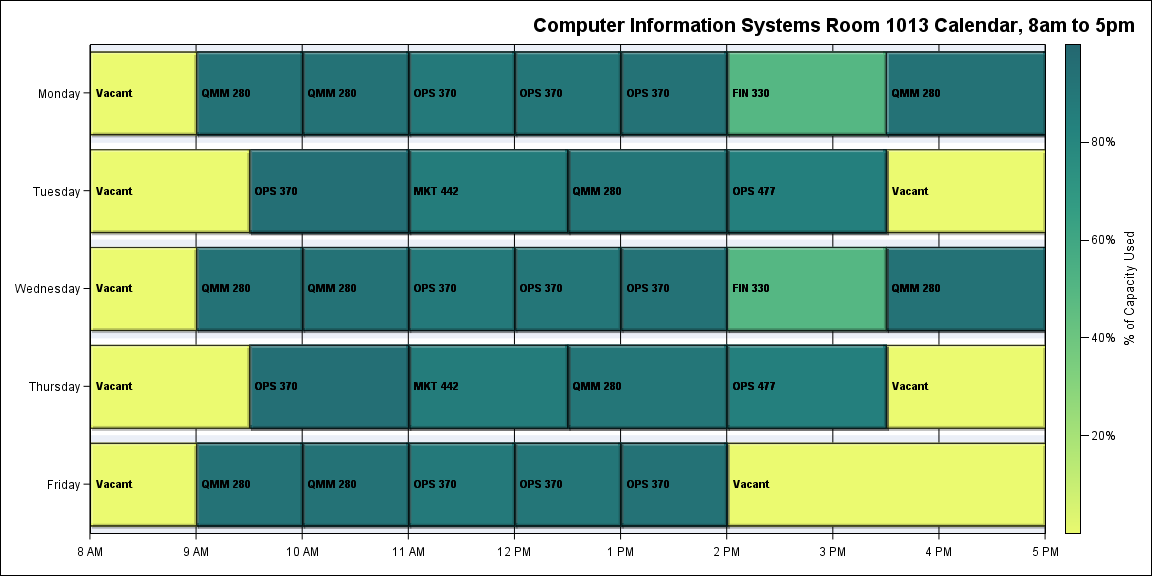 Computer Information Systems Room 1013 Calendar, 8am to 5pm
Monday
Vacant
QMM 280
QMM 280
OPS 370
OPS 370
OPS 370
FIN 330
QMM 280
Tuesday
Vacant
OPS 370
MKT 442
QMM 280
OPS 477
Vacant
Wednesday
Vacant
QMM 280
QMM 280
OPS 370
OPS 370
OPS 370
FIN 330
QMM 280
Thursday
Vacant
OPS 370
MKT 442
QMM 280
OPS 477
Vacant
Friday
Vacant
QMM 280
QMM 280
OPS 370
OPS 370
OPS 370
Vacant
8 AM
9 AM
10 AM
11 AM
12 PM
1 PM
2 PM
3 PM
4 PM
5 PM
80%
60%
40%
20%
% of Capacity Used